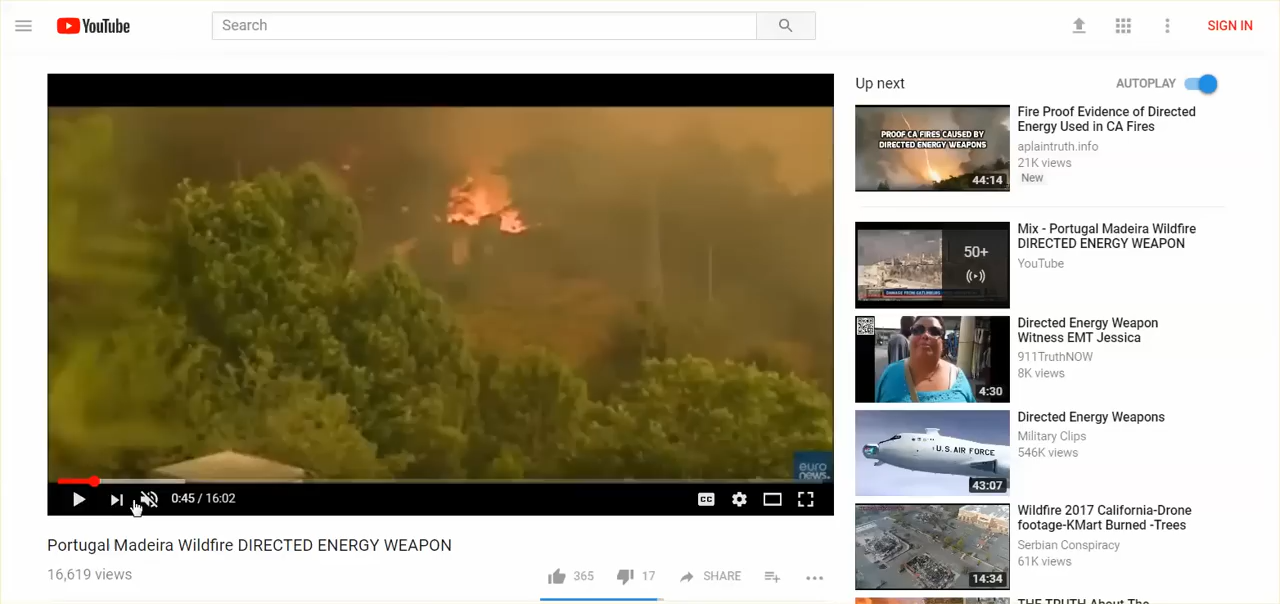 YouTube
Search
SIGN IN
Up next
AUTOPLAY
PROOF CA FIRES CAUSED BY
DIRECTED ENERGY WEAPONS
44:14
Fire Proof Evidence of Directed
Energy Used in CA Fires
aplaintruth.info
21K views
New
50+
Mix - Portugal Madeira Wildfire
DIRECTED ENERGY WEAPON
YouTube
4:30
Directed Energy Weapon
Witness EMT Jessica
911TruthNOW
8K views
U.S. AIR FORCE
43:07
Directed Energy Weapons
Military Clips
546K views
14:34
Wildfire 2017 California-Drone
footage-KMart Burned -Trees
Serbian Conspiracy
61K views
THE TRUTH About The
euro
news.
0:45 / 16:02
CC
Portugal Madeira Wildfire DIRECTED ENERGY WEAPON
16,619 views
365
17
SHARE